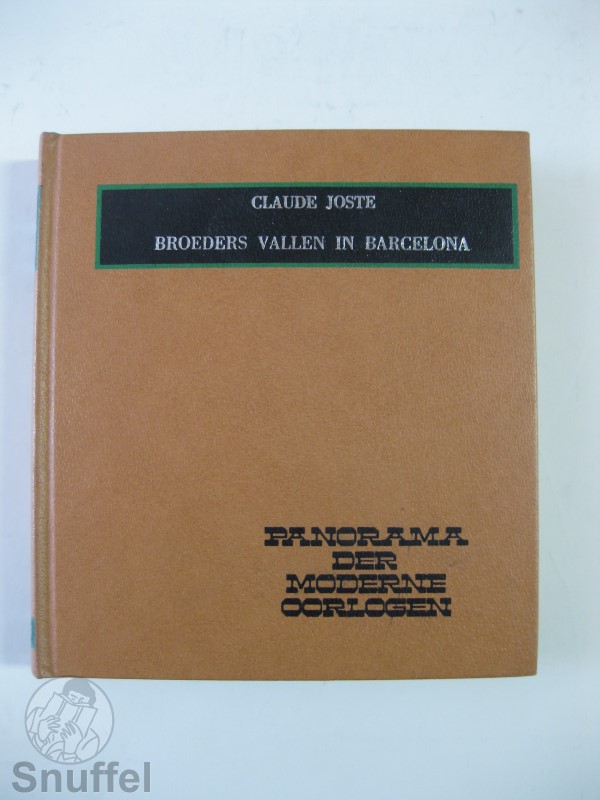 CLAUDE JOSTE
BROEDERS VALLEN IN BARCELONA
PANORAMA
DER
MODERNE
OORLOGEN
Snuffel